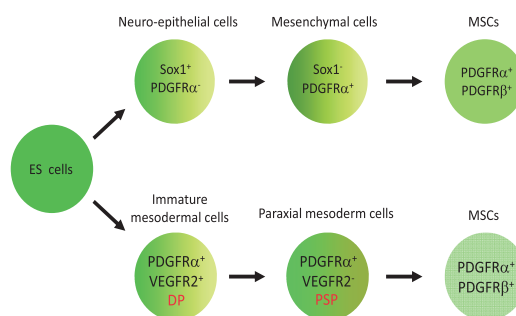 Neuro-epithelial cells
Mesenchymal cells
MSCs
Sox1⁺
PDGFRα⁻
Sox1⁻
PDGFRα⁺
PDGFRα⁺
PDGFRβ⁺
ES cells
Immature
mesodermal cells
Paraxial mesoderm cells
MSCs
PDGFRα⁺
VEGFR2⁺
DP
PDGFRα⁺
VEGFR2⁻
PSP
PDGFRα⁺
PDGFRβ⁺